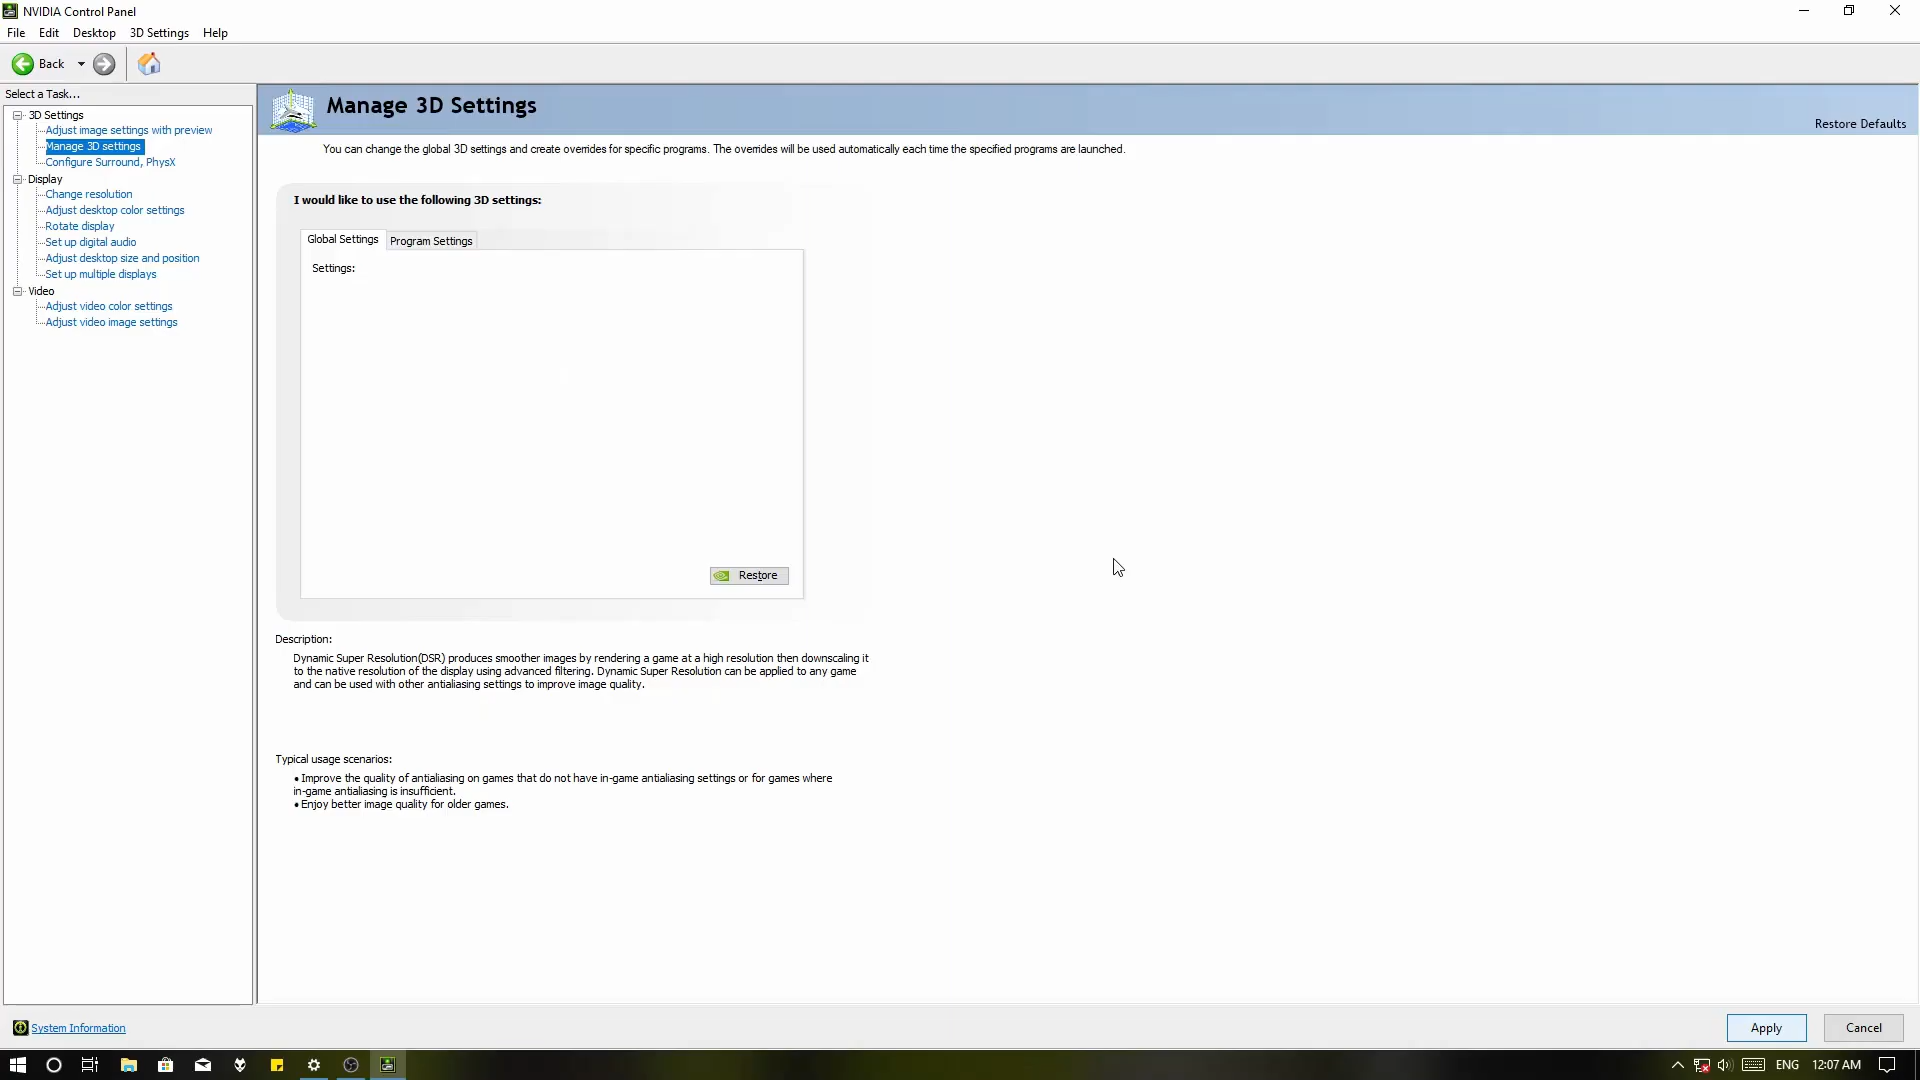 NVIDIA Control Panel
File Edit Desktop 3D Settings Help
Back
Select a Task...
3D Settings
Adjust image settings with preview
Manage 3D settings
Configure Surround, PhysX
Display
Change resolution
Adjust desktop color settings
Rotate display
Set up digital audio
Adjust desktop size and position
Set up multiple displays
Video
Adjust video color settings
Adjust video image settings
Manage 3D Settings
Restore Defaults
You can change the global 3D settings and create overrides for specific programs. The overrides will be used automatically each time the specified programs are launched.
I would like to use the following 3D settings:
Global Settings Program Settings
Settings:
Restore
Description:
Dynamic Super Resolution(DSR) produces smoother images by rendering a game at a high resolution then downscaling it
to the native resolution of the display using advanced filtering. Dynamic Super Resolution can be applied to any game
and can be used with other antialiasing settings to improve image quality.
Typical usage scenarios:
• Improve the quality of antialiasing on games that do not have in-game antialiasing settings or for games where
in-game antialiasing is insufficient.
• Enjoy better image quality for older games.
System Information
Apply Cancel
ENG 12:07 AM